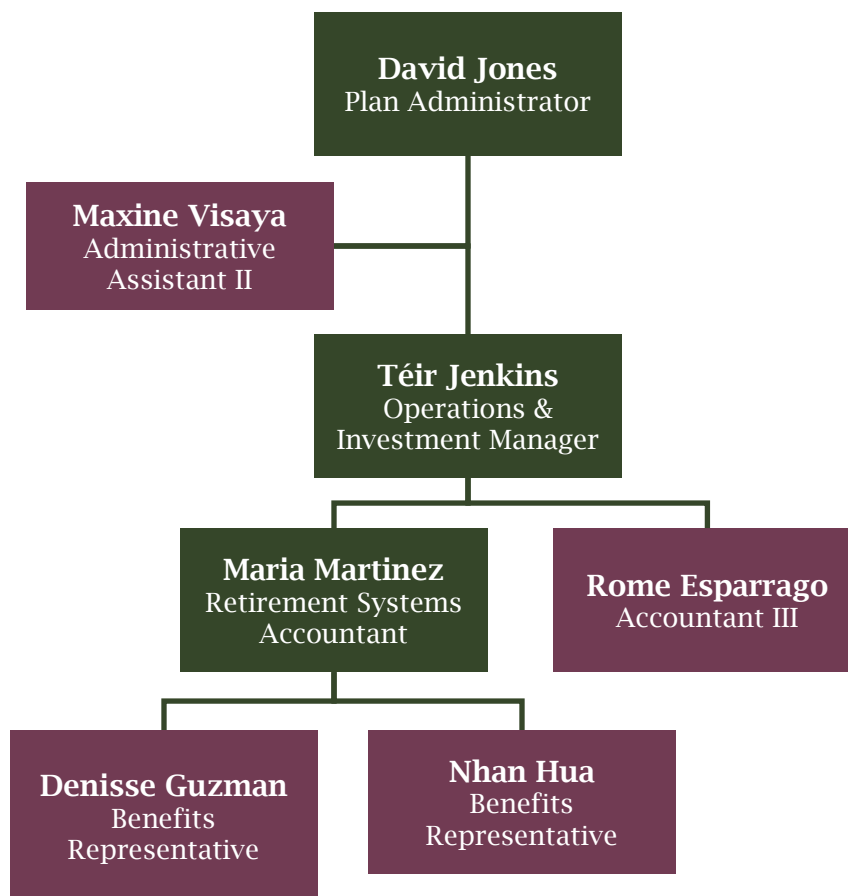 David Jones
Plan Administrator
Maxine Visaya
Administrative
Assistant II
Téir Jenkins
Operations &
Investment Manager
Maria Martinez
Retirement Systems
Accountant
Rome Esparrago
Accountant III
Denisse Guzman
Benefits
Representative
Nhan Hua
Benefits
Representative